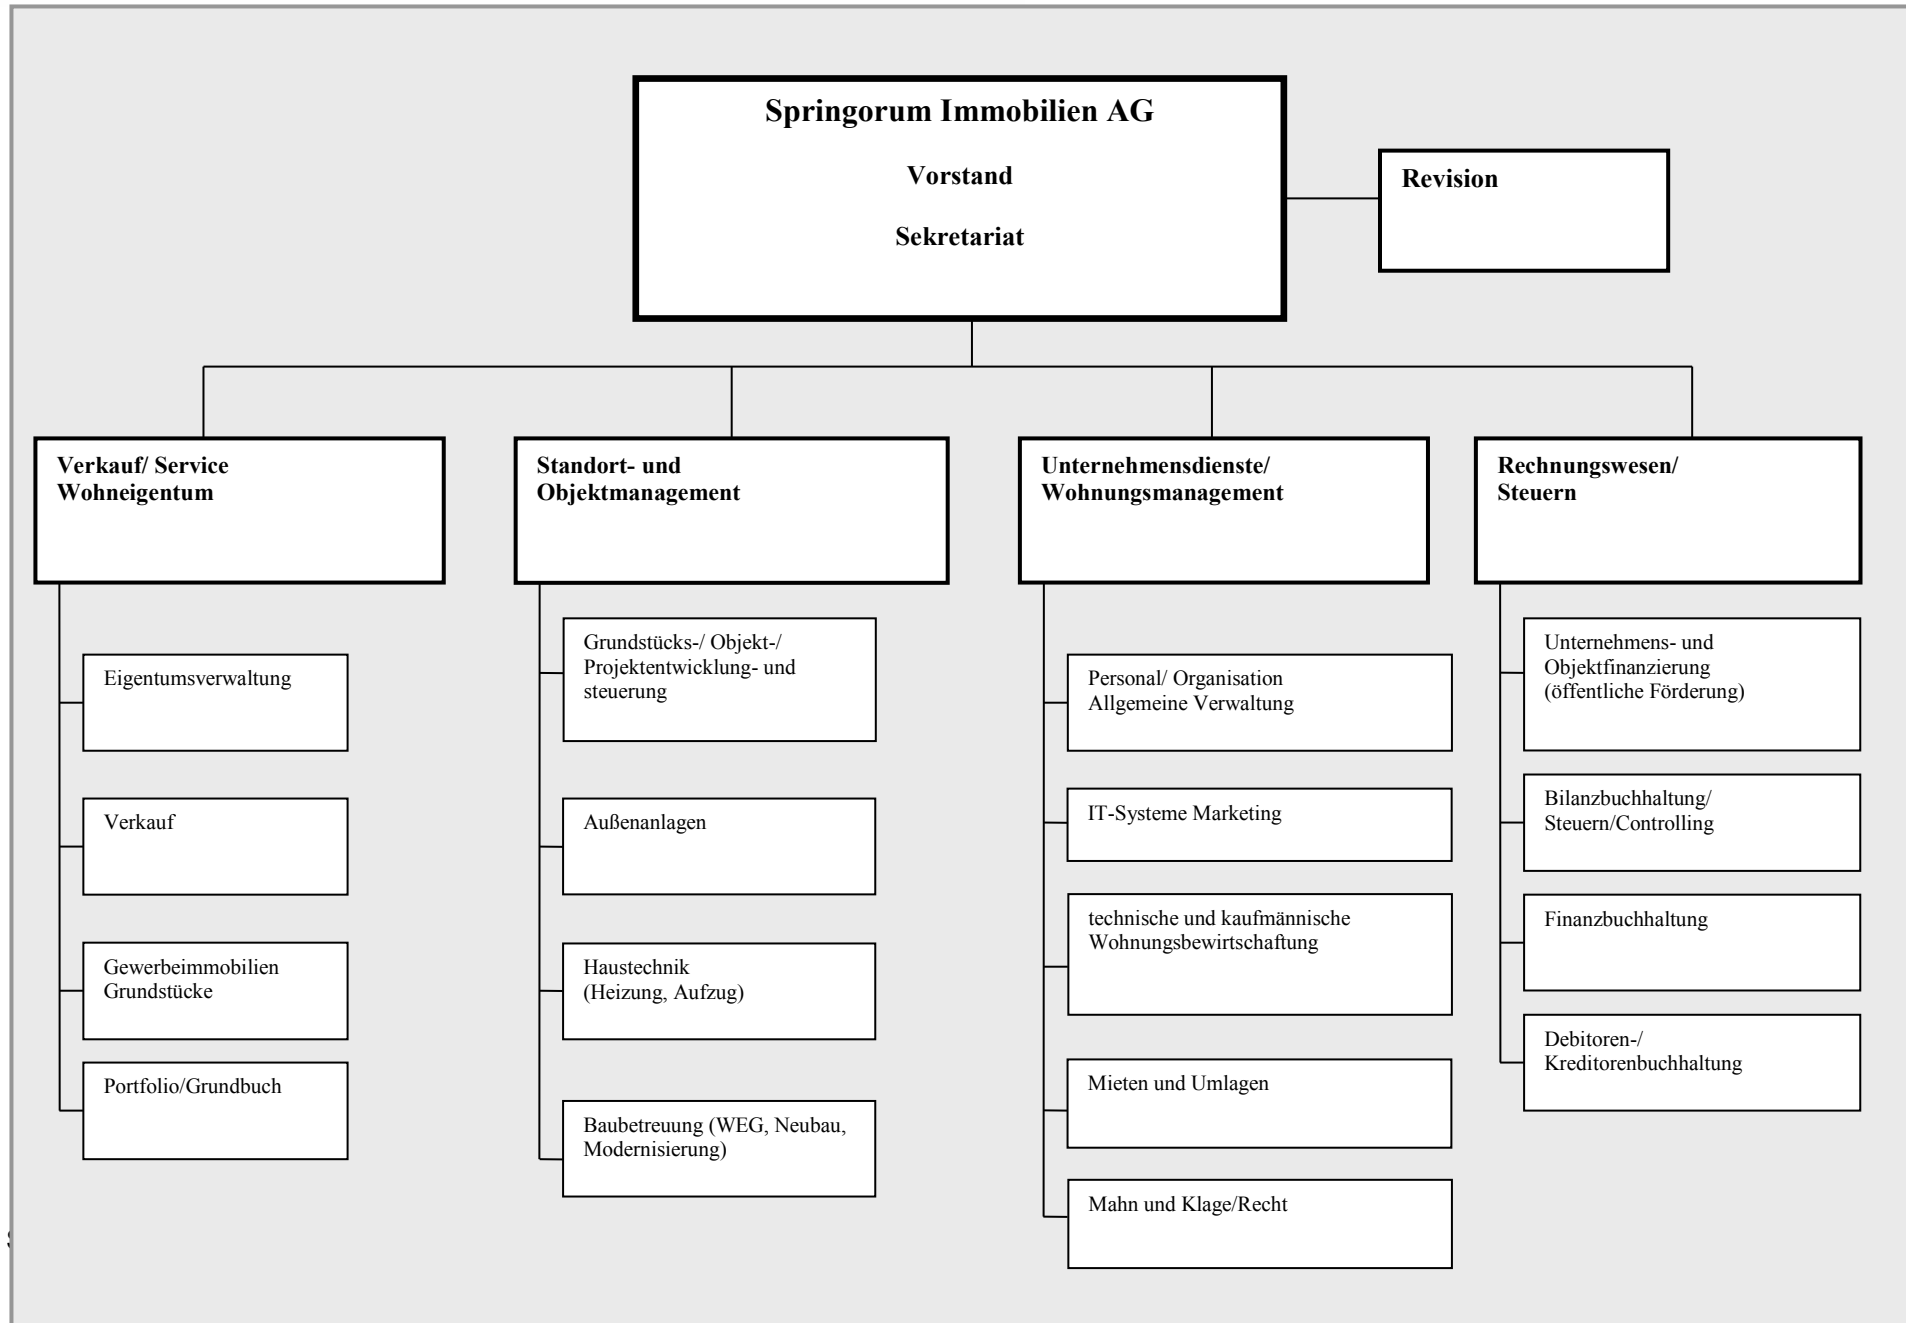 Springorum Immobilien AG
Vorstand
Sekretariat
Revision
Verkauf/ Service
Wohneigentum
Eigentumsverwaltung
Verkauf
Gewerbeimmobilien
Grundstücke
Portfolio/Grundbuch
Standort- und
Objektmanagement
Grundstücks-/ Objekt-/
Projektentwicklung- und
steuerung
Außenanlagen
Haustechnik
(Heizung, Aufzug)
Baubetreuung (WEG, Neubau,
Modernisierung)
Unternehmensdienste/
Wohnungsmanagement
Personal/ Organisation
Allgemeine Verwaltung
IT-Systeme Marketing
technische und kaufmännische
Wohnungsbewirtschaftung
Mieten und Umlagen
Mahn und Klage/Recht
Rechnungswesen/
Steuern
Unternehmens- und
Objektfinanzierung
(öffentliche Förderung)
Bilanzbuchhaltung/
Steuern/Controlling
Finanzbuchhaltung
Debitoren-/
Kreditorenbuchhaltung